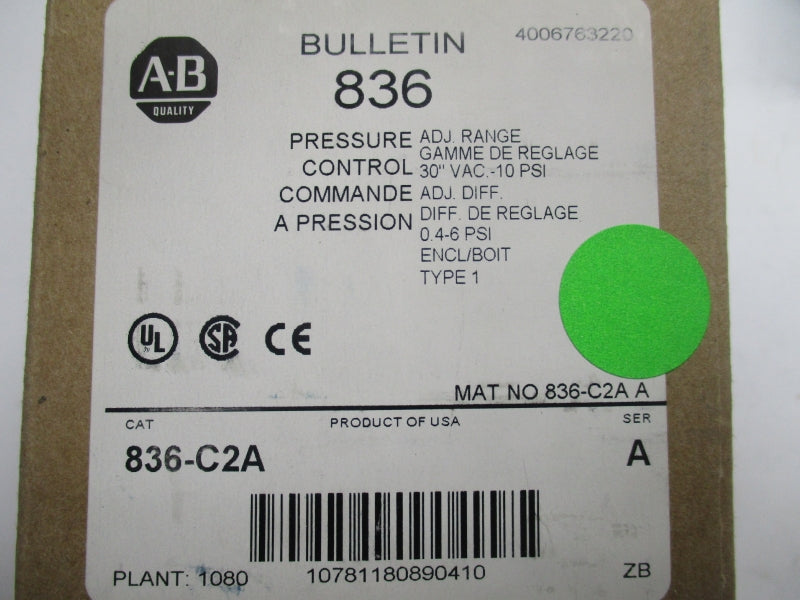 A-B
QUALITY
BULLETIN
836
4006763220
PRESSURE
CONTROL
COMMANDE
A PRESSION
ADJ. RANGE
GAMME DE REGLAGE
30" VAC.-10 PSI
ADJ. DIFF.
DIFF. DE REGLAGE
0.4-6 PSI
ENCL/BOIT
TYPE 1
UL
SA
CE
MAT NO 836-C2A A
CAT
PRODUCT OF USA
SER
836-C2A
A
PLANT: 1080
10781180890410
ZB